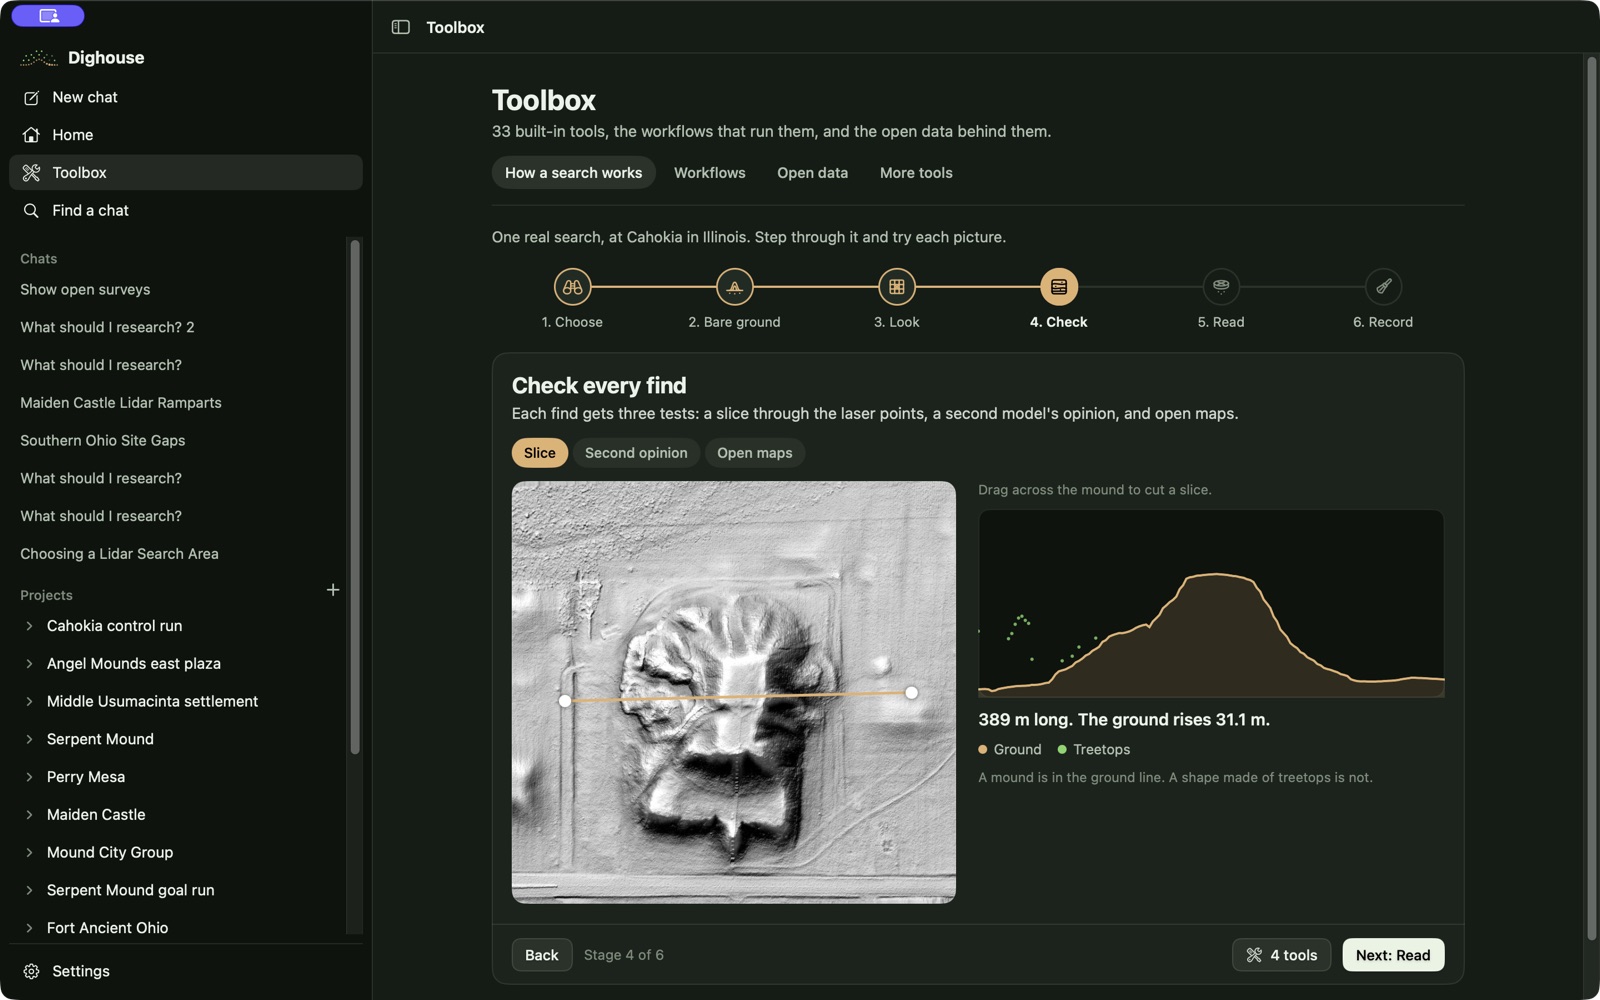 Dighouse
New chat
Home
Toolbox
Find a chat
Chats
Show open surveys
What should I research? 2
What should I research?
Maiden Castle Lidar Ramparts
Southern Ohio Site Gaps
What should I research?
What should I research?
Choosing a Lidar Search Area
Projects
Cahokia control run
Angel Mounds east plaza
Middle Usumacinta settlement
Serpent Mound
Perry Mesa
Maiden Castle
Mound City Group
Serpent Mound goal run
Fort Ancient Ohio
Settings
Toolbox
Toolbox
33 built-in tools, the workflows that run them, and the open data behind them.
How a search works Workflows Open data More tools
One real search, at Cahokia in Illinois. Step through it and try each picture.
1. Choose 2. Bare ground 3. Look 4. Check 5. Read 6. Record
Check every find
Each find gets three tests: a slice through the laser points, a second model's opinion, and open maps.
Slice Second opinion Open maps
Drag across the mound to cut a slice.
389 m long. The ground rises 31.1 m.
Ground Treetops
A mound is in the ground line. A shape made of treetops is not.
Back Stage 4 of 6 4 tools Next: Read